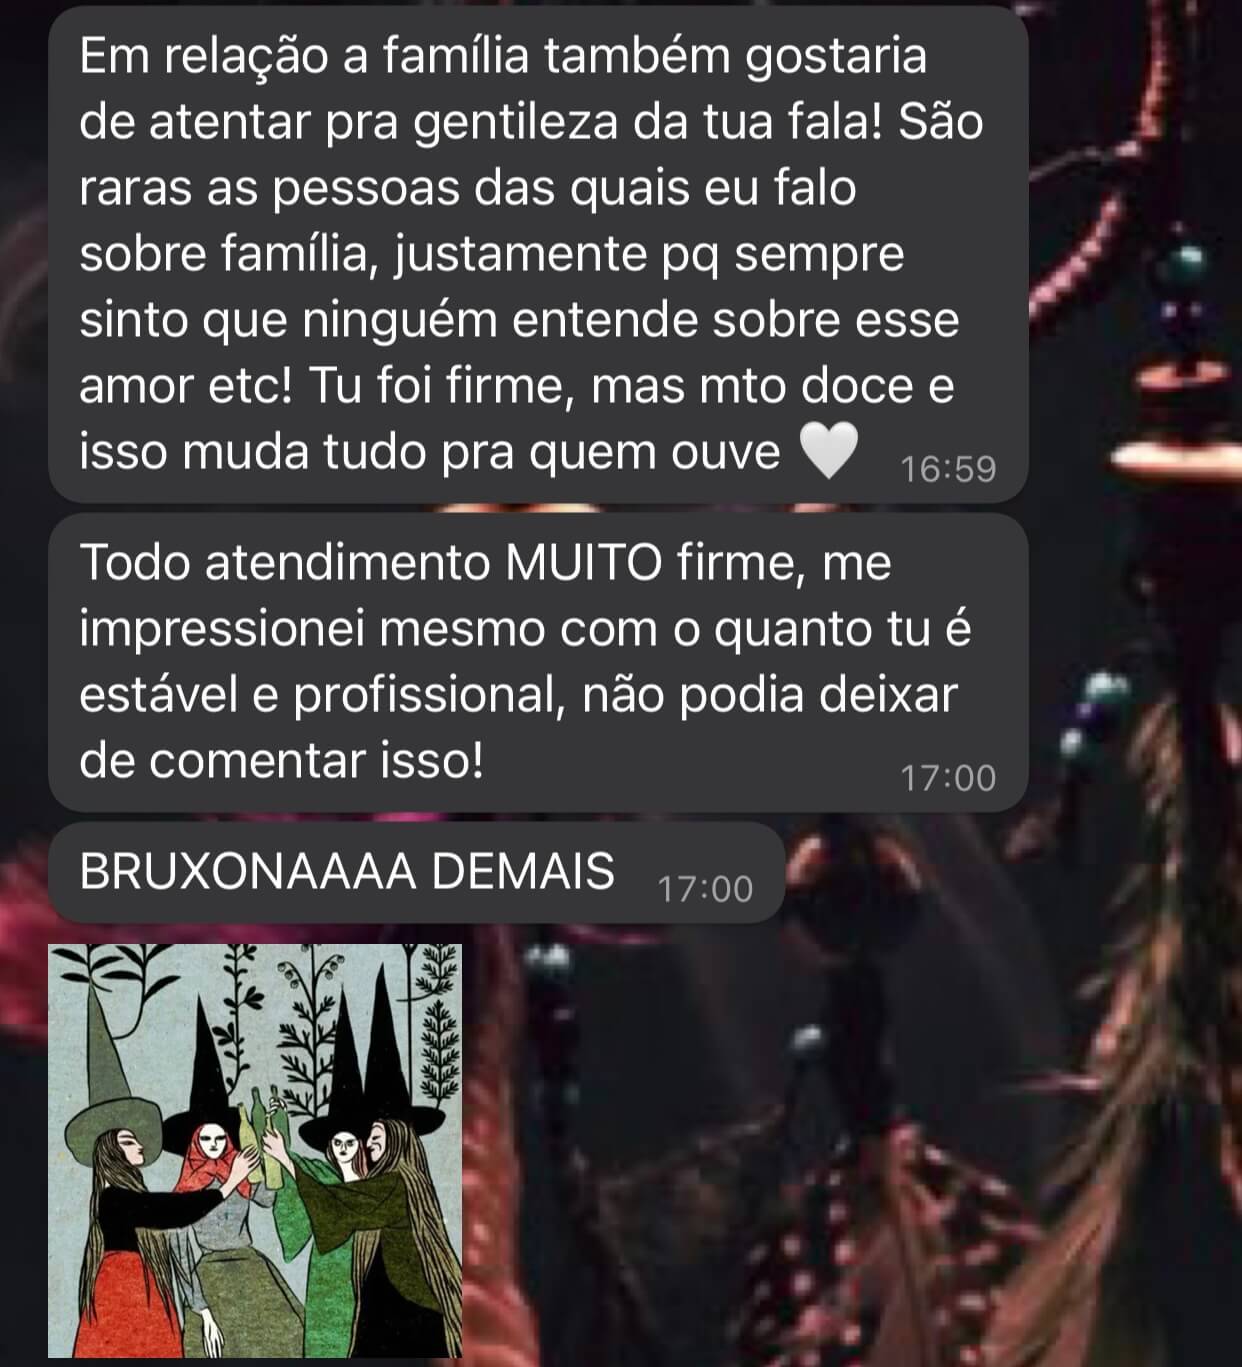 Em relação a família também gostaria
de atentar pra gentileza da tua fala! São
raras as pessoas das quais eu falo
sobre família, justamente pq sempre
sinto que ninguém entende sobre esse
amor etc! Tu foi firme, mas mto doce e
isso muda tudo pra quem ouve 🤍 16:59
Todo atendimento MUITO firme, me
impressionei mesmo com o quanto tu é
estável e profissional, não podia deixar
de comentar isso! 17:00
BRUXONAAAA DEMAIS 17:00